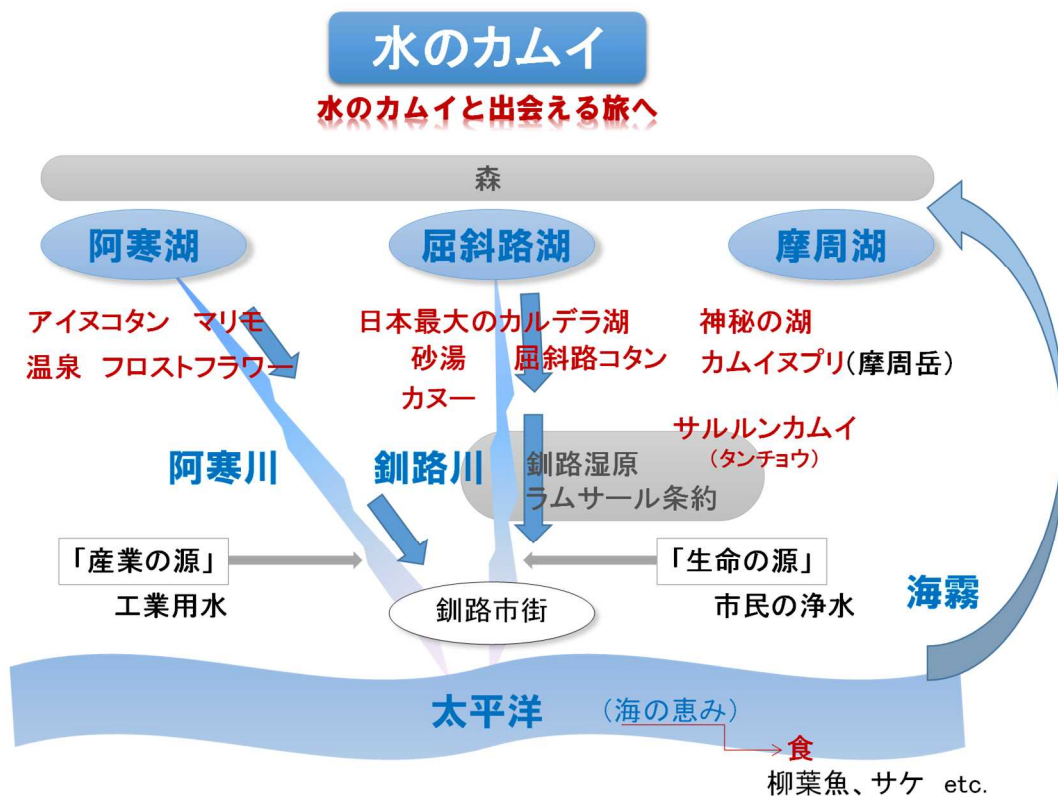 水のカムイ
水のカムイと出会える旅へ
森
阿寒湖
屈斜路湖
摩周湖
アイヌコタン　マリモ
温泉　フロストフラワー
日本最大のカルデラ湖
砂湯　屈斜路コタン
カヌー
神秘の湖
カムイヌプリ(摩周岳)
サルルンカムイ
（タンチョウ）
阿寒川
釧路川
釧路湿原
ラムサール条約
「産業の源」
工業用水
「生命の源」
市民の浄水
海霧
釧路市街
太平洋
（海の恵み）
食
柳葉魚、サケ　etc.